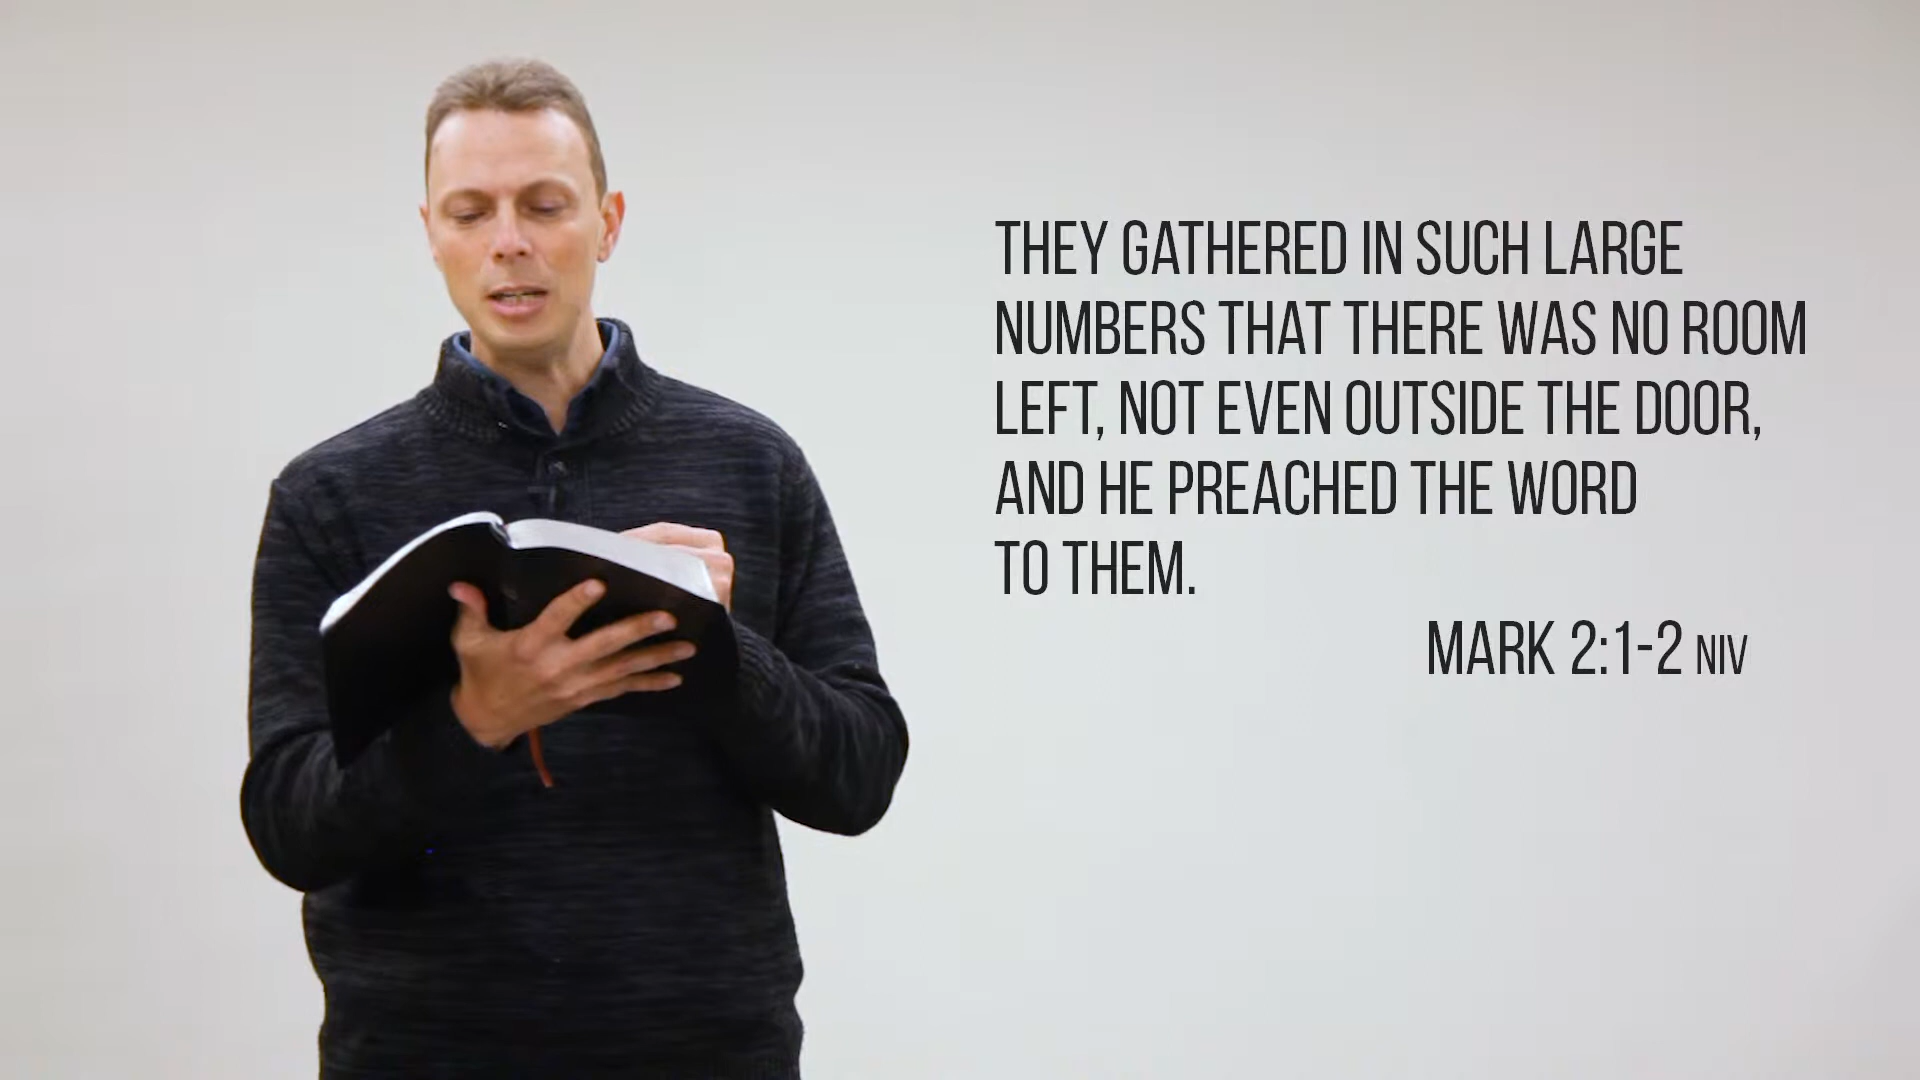 THEY GATHERED IN SUCH LARGE
NUMBERS THAT THERE WAS NO ROOM
LEFT, NOT EVEN OUTSIDE THE DOOR,
AND HE PREACHED THE WORD
TO THEM.
MARK 2:1-2 NIV